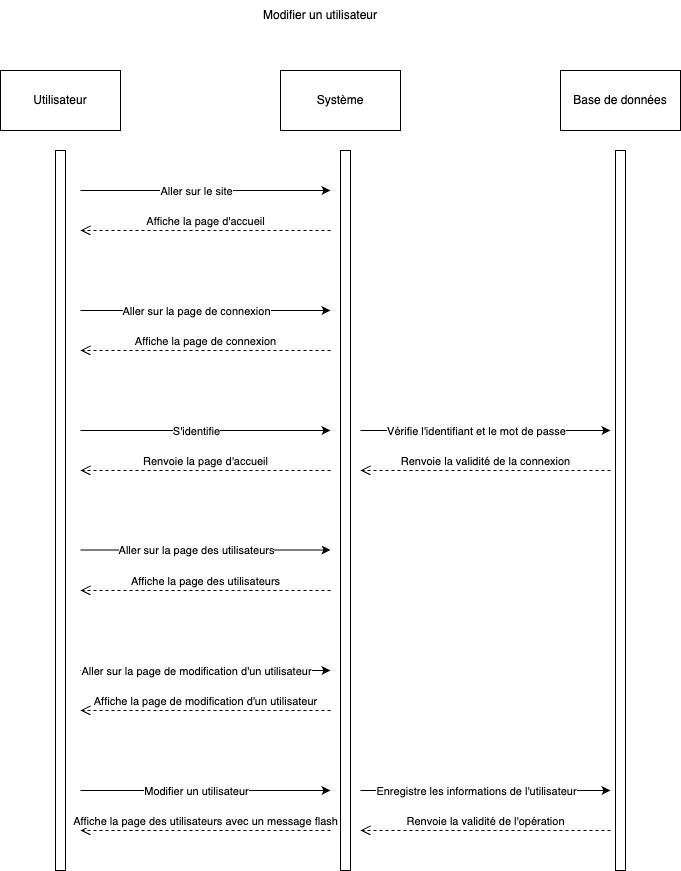 Modifier un utilisateur
Utilisateur
Système
Base de données
Aller sur le site
Affiche la page d'accueil
Aller sur la page de connexion
Affiche la page de connexion
S'identifie
Vérifie l'identifiant et le mot de passe
Renvoie la page d'accueil
Renvoie la validité de la connexion
Aller sur la page des utilisateurs
Affiche la page des utilisateurs
Aller sur la page de modification d'un utilisateur
Affiche la page de modification d'un utilisateur
Modifier un utilisateur
Enregistre les informations de l'utilisateur
Affiche la page des utilisateurs avec un message flash
Renvoie la validité de l'opération